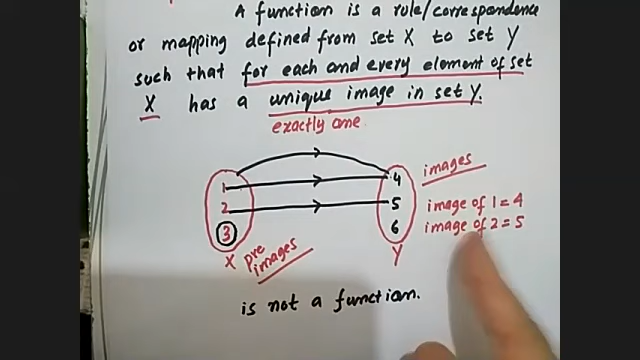 A function is a rule/correspondence
or mapping defined from set X to set Y
such that for each and every element of set
X has a unique image in set Y.
exactly one
images
1 4
2 5
3 6
image of 1 = 4
image of 2 = 5
X pre images Y
is not a function.